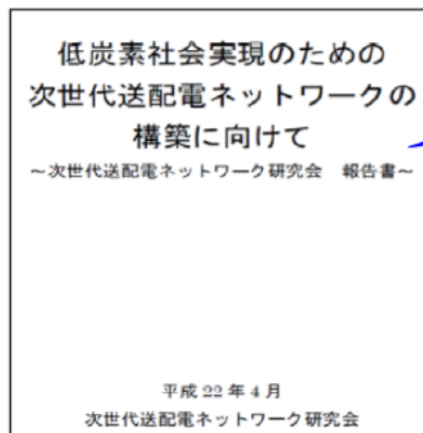 低炭素社会実現のための
次世代送配電ネットワークの
構築に向けて
～次世代送配電ネットワーク研究会　報告書～
平成 22 年 4 月
次世代送配電ネットワーク研究会